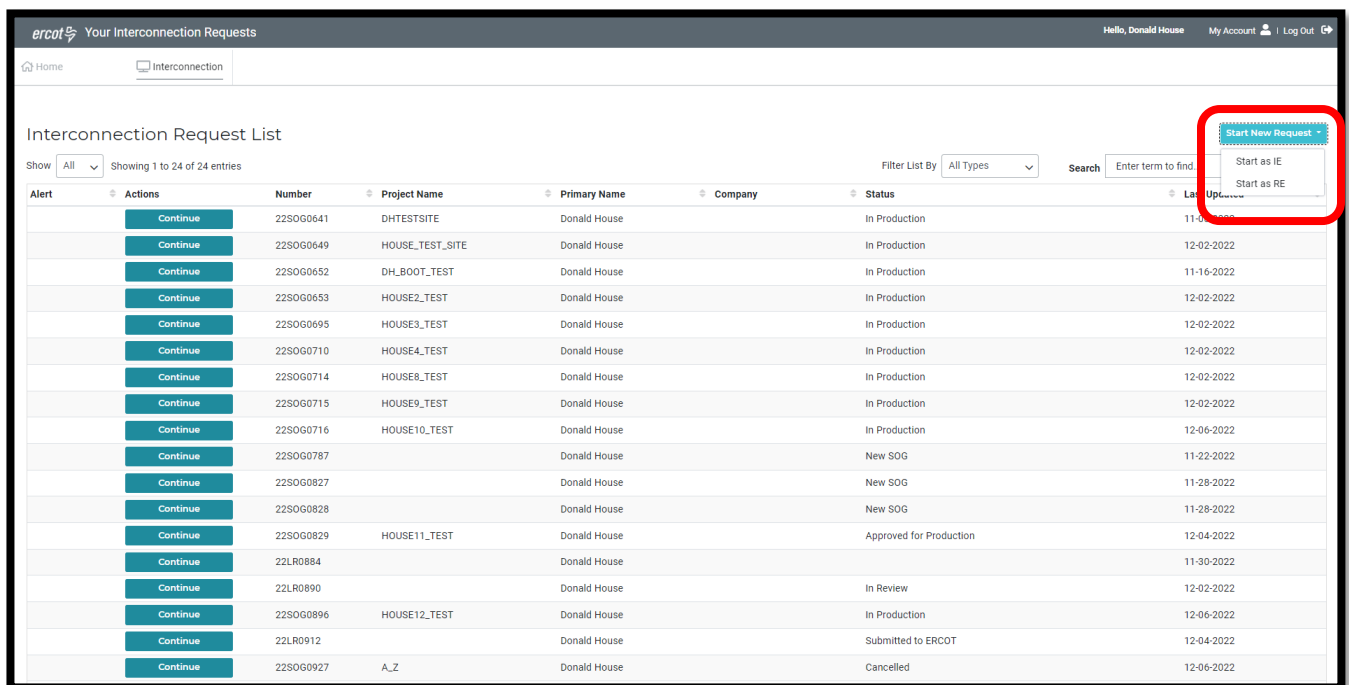 ercot Your Interconnection Requests Hello, Donald House My Account | Log Out
Home Interconnection
Interconnection Request List Start New Request
Show All Showing 1 to 24 of 24 entries Filter List By All Types Search Enter term to find.
Start as IE
Start as RE
Alert Actions Number Project Name Primary Name Company Status Last Updated
Continue 22SOG0641 DHTESTSITE Donald House In Production 2022
Continue 22SOG0649 HOUSE_TEST_SITE Donald House In Production 12-02-2022
Continue 22SOG0652 DH_BOOT_TEST Donald House In Production 11-16-2022
Continue 22SOG0653 HOUSE2_TEST Donald House In Production 12-02-2022
Continue 22SOG0695 HOUSE3_TEST Donald House In Production 12-02-2022
Continue 22SOG0710 HOUSE4_TEST Donald House In Production 12-02-2022
Continue 22SOG0714 HOUSE8_TEST Donald House In Production 12-02-2022
Continue 22SOG0715 HOUSE9_TEST Donald House In Production 12-02-2022
Continue 22SOG0716 HOUSE10_TEST Donald House In Production 12-06-2022
Continue 22SOG0787 Donald House New SOG 11-22-2022
Continue 22SOG0827 Donald House New SOG 11-28-2022
Continue 22SOG0828 Donald House New SOG 11-28-2022
Continue 22SOG0829 HOUSE11_TEST Donald House Approved for Production 12-04-2022
Continue 22LR0884 Donald House 11-30-2022
Continue 22LR0890 Donald House In Review 12-02-2022
Continue 22SOG0896 HOUSE12_TEST Donald House In Production 12-06-2022
Continue 22LR0912 Donald House Submitted to ERCOT 12-04-2022
Continue 22SOG0927 A_Z Donald House Cancelled 12-06-2022